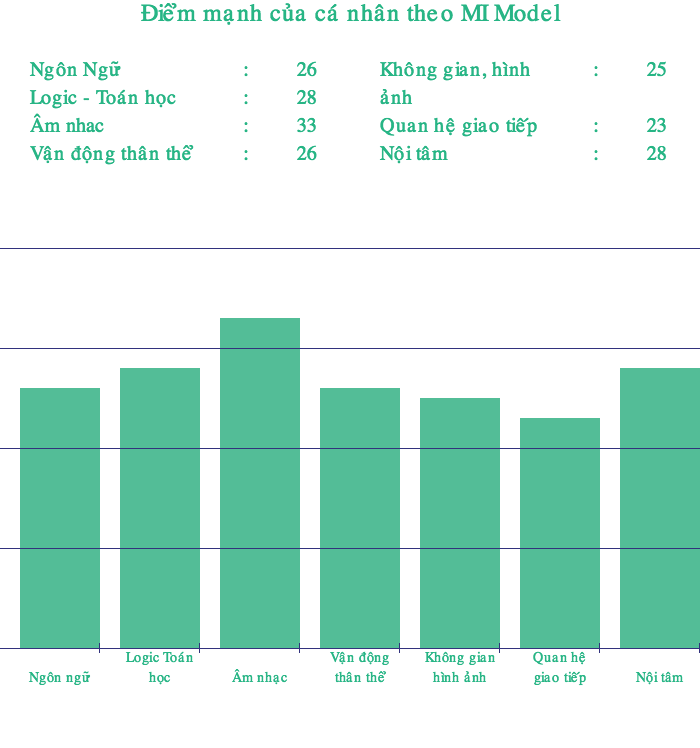 Điểm mạnh của cá nhân theo MI Model
Ngôn Ngữ : 26
Logic - Toán học : 28
Âm nhac : 33
Vận động thân thể : 26
Không gian, hình : 25
ảnh
Quan hệ giao tiếp : 23
Nội tâm : 28
Ngôn ngữ
Logic Toán
học
Âm nhạc
Vận động
thân thể
Không gian
hình ảnh
Quan hệ
giao tiếp
Nội tâm